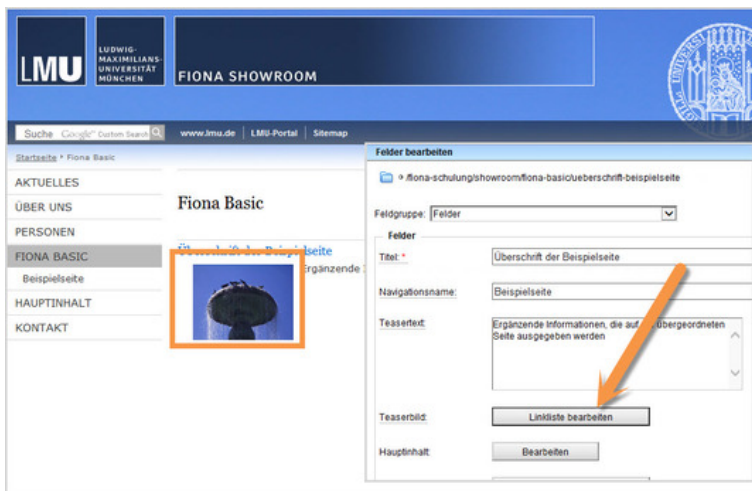 LMU
LUDWIG-
MAXIMILIANS-
UNIVERSITÄT
MÜNCHEN
FIONA SHOWROOM
Suche Google™ Custom Search
www.lmu.de
LMU-Portal
Sitemap
Startseite
Fiona Basic
AKTUELLES
ÜBER UNS
PERSONEN
FIONA BASIC
Beispielseite
HAUPTINHALT
KONTAKT
Fiona Basic
Überschrift der Beispielseite
Ergänzende
Felder bearbeiten
/fiona-schulung/showroom/fiona-basic/ueberschrift-beispielseite
Feldgruppe: Felder
Felder
Titel: * Überschrift der Beispielseite
Navigationsname: Beispielseite
Teasertext: Ergänzende Informationen, die auf übergeordneten
Seite ausgegeben werden
Teaserbild: Linkliste bearbeiten
Hauptinhalt: Bearbeiten